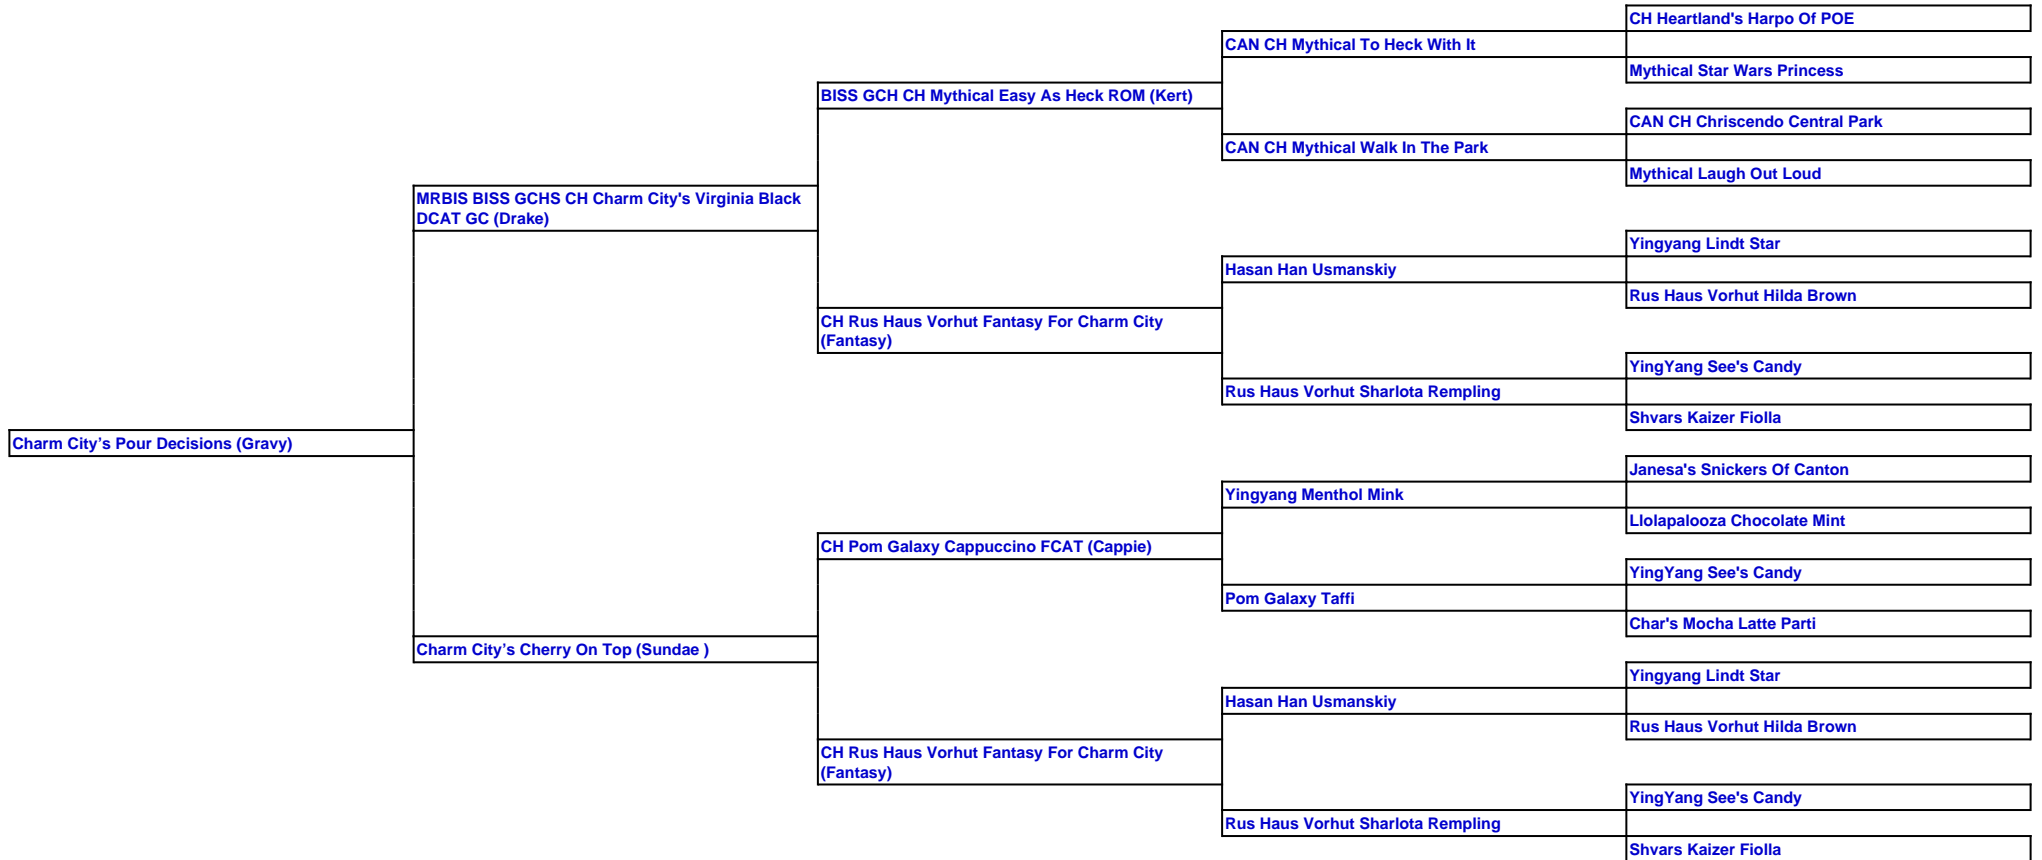 CH Heartland's Harpo Of POE
CAN CH Mythical To Heck With It
Mythical Star Wars Princess
BISS GCH CH Mythical Easy As Heck ROM (Kert)
CAN CH Chriscendo Central Park
CAN CH Mythical Walk In The Park
Mythical Laugh Out Loud
MRBIS BISS GCHS CH Charm City's Virginia Black
DCAT GC (Drake)
Yingyang Lindt Star
Hasan Han Usmanskiy
Rus Haus Vorhut Hilda Brown
CH Rus Haus Vorhut Fantasy For Charm City
(Fantasy)
YingYang See's Candy
Rus Haus Vorhut Sharlota Rempling
Shvars Kaizer Fiolla
Charm City’s Pour Decisions (Gravy)
Janesa's Snickers Of Canton
Yingyang Menthol Mink
Llolapalooza Chocolate Mint
CH Pom Galaxy Cappuccino FCAT (Cappie)
YingYang See's Candy
Pom Galaxy Taffi
Char's Mocha Latte Parti
Charm City’s Cherry On Top (Sundae )
Yingyang Lindt Star
Hasan Han Usmanskiy
Rus Haus Vorhut Hilda Brown
CH Rus Haus Vorhut Fantasy For Charm City
(Fantasy)
YingYang See's Candy
Rus Haus Vorhut Sharlota Rempling
Shvars Kaizer Fiolla